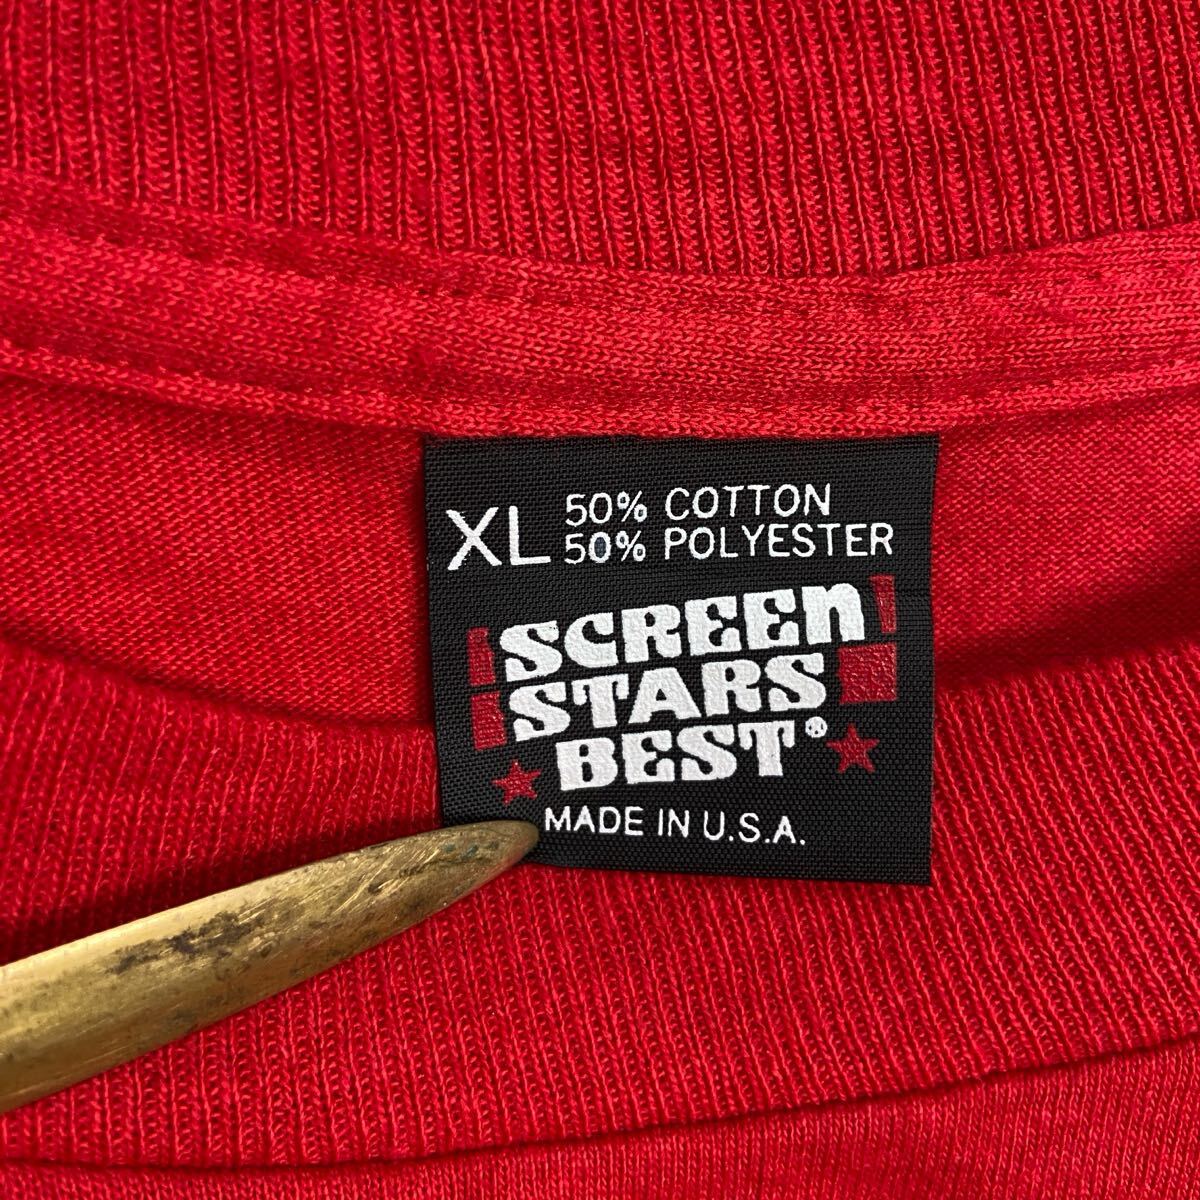 XL
50% COTTON
50% POLYESTER
SCREEN
STARS
BEST®
MADE IN U.S.A.